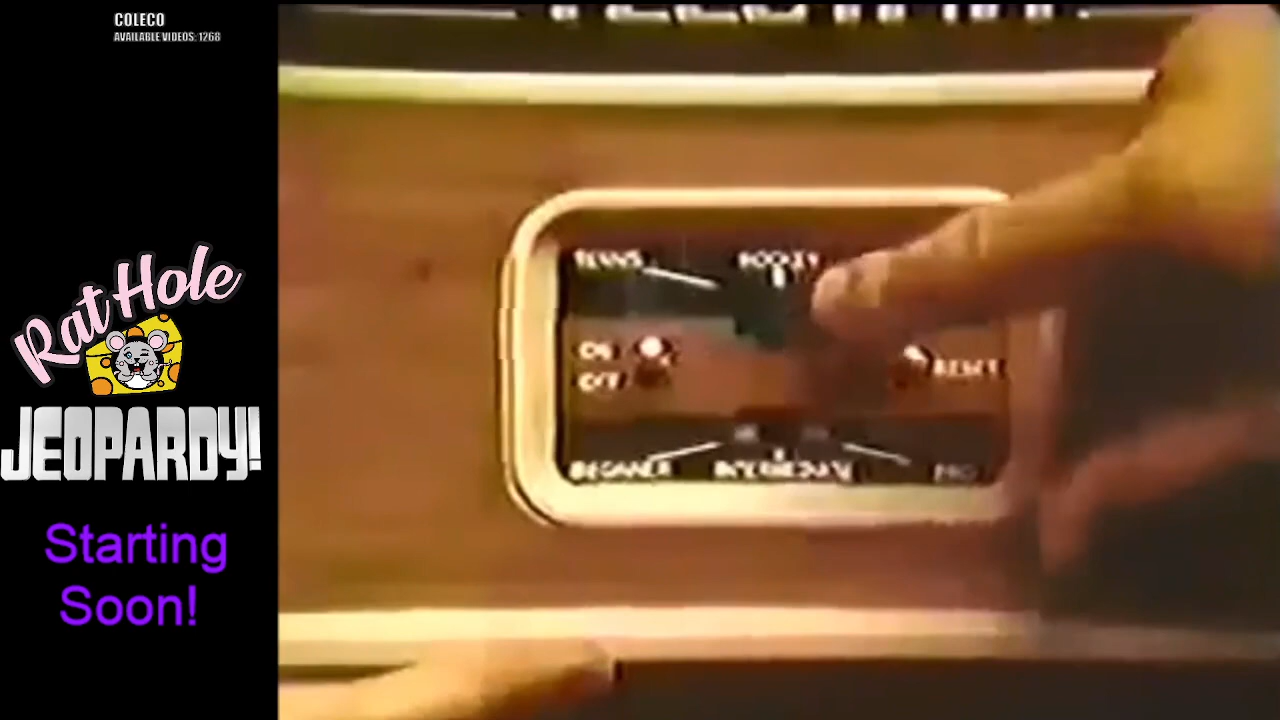 COLECO
AVAILABLE VIDEOS: 1268
TENNIS
HOCKEY
ON
OFF
RESET
BEGINNER
INTERMEDIATE
PRO
Rat Hole
JEOPARDY!
Starting
Soon!